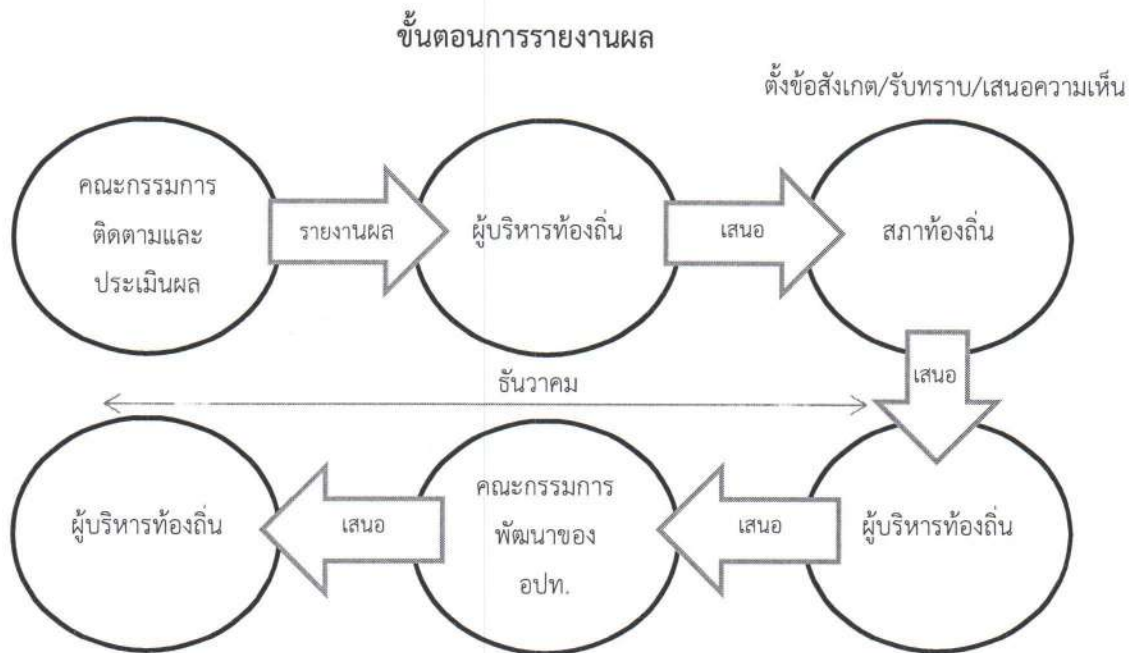 ขั้นตอนการรายงานผล
ตั้งข้อสังเกต/รับทราบ/เสนอความเห็น
คณะกรรมการ
ติดตามและ
ประเมินผล
รายงานผล
ผู้บริหารท้องถิ่น
เสนอ
สภาท้องถิ่น
เสนอ
ธันวาคม
ผู้บริหารท้องถิ่น
เสนอ
คณะกรรมการ
พัฒนาของ
อปท.
เสนอ
ผู้บริหารท้องถิ่น